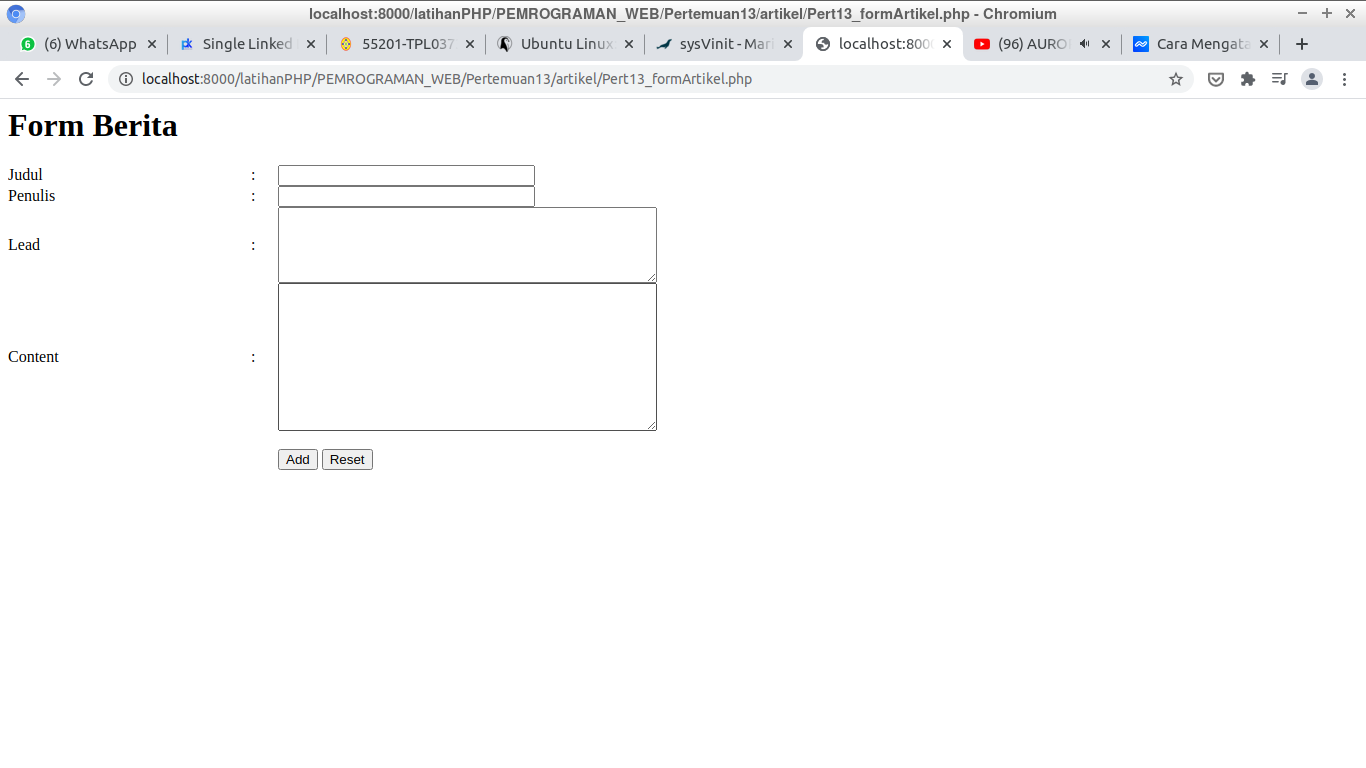 localhost:8000/latihanPHP/PEMROGRAMAN_WEB/Pertemuan13/artikel/Pert13_formArtikel.php - Chromium
(6) WhatsApp
Single Linked
55201-TPL037
Ubuntu Linux
sysVinit - Mari
localhost:8000
(96) AURO
Cara Mengata
localhost:8000/latihanPHP/PEMROGRAMAN_WEB/Pertemuan13/artikel/Pert13_formArtikel.php
Form Berita
Judul :
Penulis :
Lead :
Content :
Add Reset